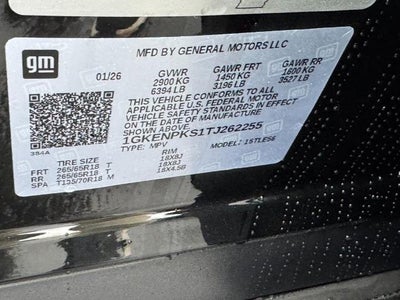 gm
MFD BY GENERAL MOTORS LLC
01/26 GVWR GAWR FRT GAWR RR
2900 KG 1450 KG 1600 KG
6394 LB 3196 LB 3527 LB
THIS VEHICLE CONFORMS TO ALL
APPLICABLE U.S. FEDERAL MOTOR
VEHICLE SAFETY STANDARDS IN EFFECT
ON THE DATE OF MANUFACTURE SHOWN ABOVE.
1GKENPKS1TJ262255
TYPE: MPV MODEL: 1STLE56
384A
TIRE SIZE RIM
FRT 265/65R18 T 18X8J
RR 265/65R18 T 18X8J
SPA T135/70R18 M 18X4.5B